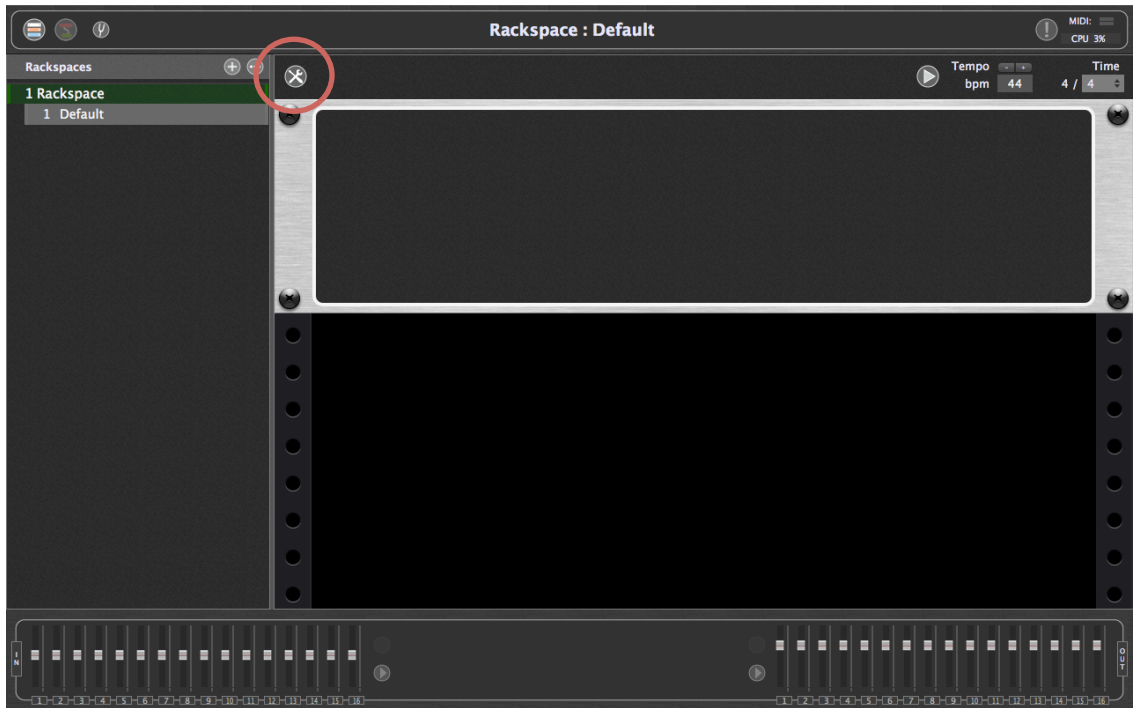 Rackspace : Default
!
MIDI:
CPU 3%
Rackspaces
Tempo - + Time
bpm 44 4 / 4
1 Rackspace
1 Default
IN
OUT
1 2 3 4 5 6 7 8 9 10 11 12 13 14 15 16
1 2 3 4 5 6 7 8 9 10 11 12 13 14 15 16